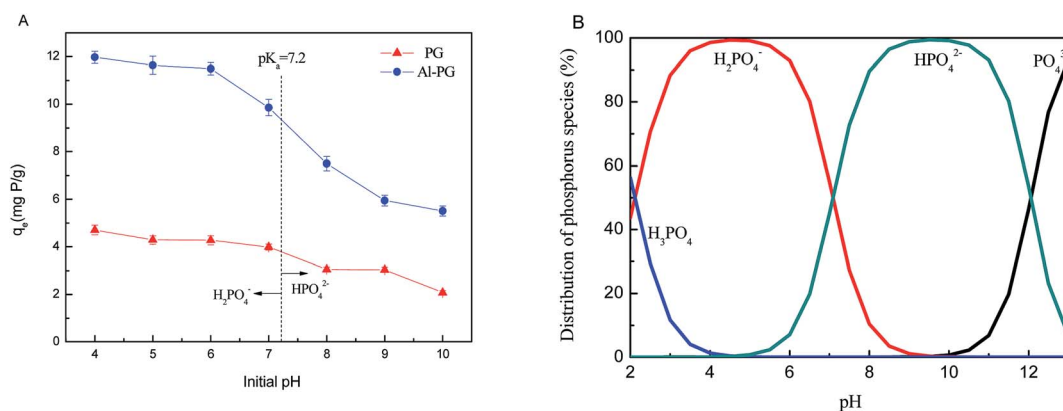 A
PG
Al-PG
pKₐ=7.2
H₂PO₄⁻
HPO₄²⁻
qₑ(mg P/g)
12
10
8
6
4
2
0
4 5 6 7 8 9 10
Initial pH
B
H₂PO₄⁻
HPO₄²⁻
PO₄³
H₃PO₄
Distribution of phosphorus species (%)
100
80
60
40
20
0
2 4 6 8 10 12
pH